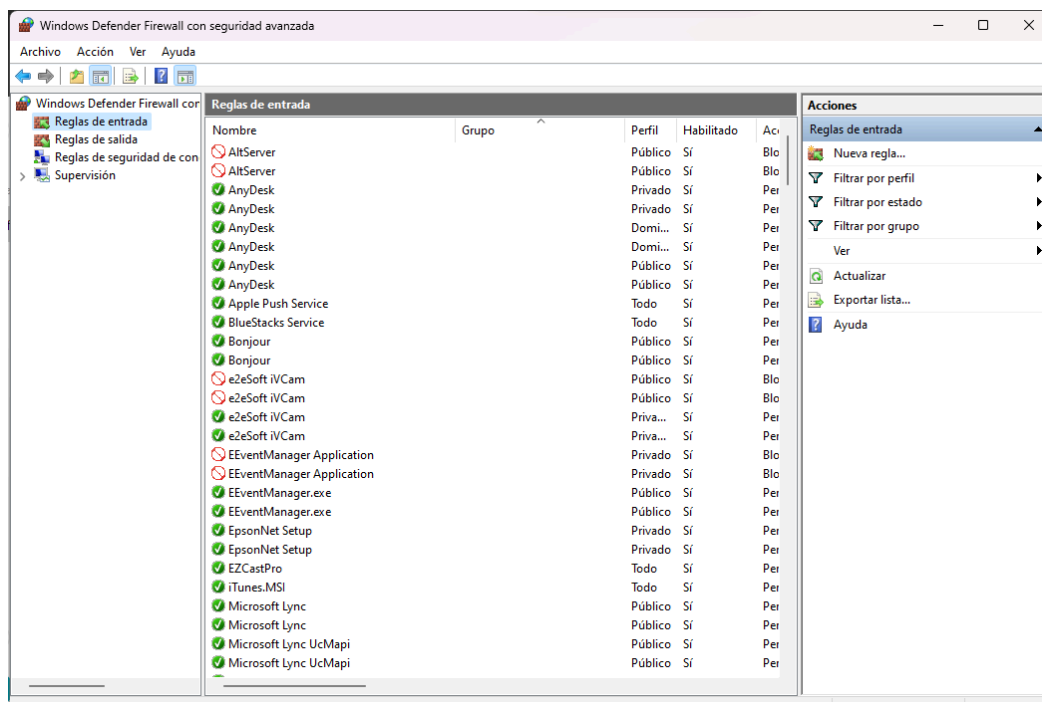 Windows Defender Firewall con seguridad avanzada
Archivo Acción Ver Ayuda
Windows Defender Firewall con
Reglas de entrada
Reglas de salida
Reglas de seguridad de con
Supervisión
Reglas de entrada
Nombre Grupo Perfil Habilitado Acc
AltServer Público Sí Blo
AltServer Público Sí Blo
AnyDesk Privado Sí Per
AnyDesk Privado Sí Per
AnyDesk Domi... Sí Per
AnyDesk Domi... Sí Per
AnyDesk Público Sí Per
AnyDesk Público Sí Per
Apple Push Service Todo Sí Per
BlueStacks Service Todo Sí Per
Bonjour Público Sí Per
Bonjour Público Sí Per
e2eSoft iVCam Público Sí Blo
e2eSoft iVCam Público Sí Blo
e2eSoft iVCam Priva... Sí Per
e2eSoft iVCam Priva... Sí Per
EEventManager Application Privado Sí Blo
EEventManager Application Privado Sí Blo
EEventManager.exe Público Sí Per
EEventManager.exe Público Sí Per
EpsonNet Setup Privado Sí Per
EpsonNet Setup Privado Sí Per
EZCastPro Todo Sí Per
iTunes.MSI Todo Sí Per
Microsoft Lync Público Sí Per
Microsoft Lync Público Sí Per
Microsoft Lync UcMapi Público Sí Per
Microsoft Lync UcMapi Público Sí Per
Acciones
Reglas de entrada
Nueva regla...
Filtrar por perfil
Filtrar por estado
Filtrar por grupo
Ver
Actualizar
Exportar lista...
Ayuda